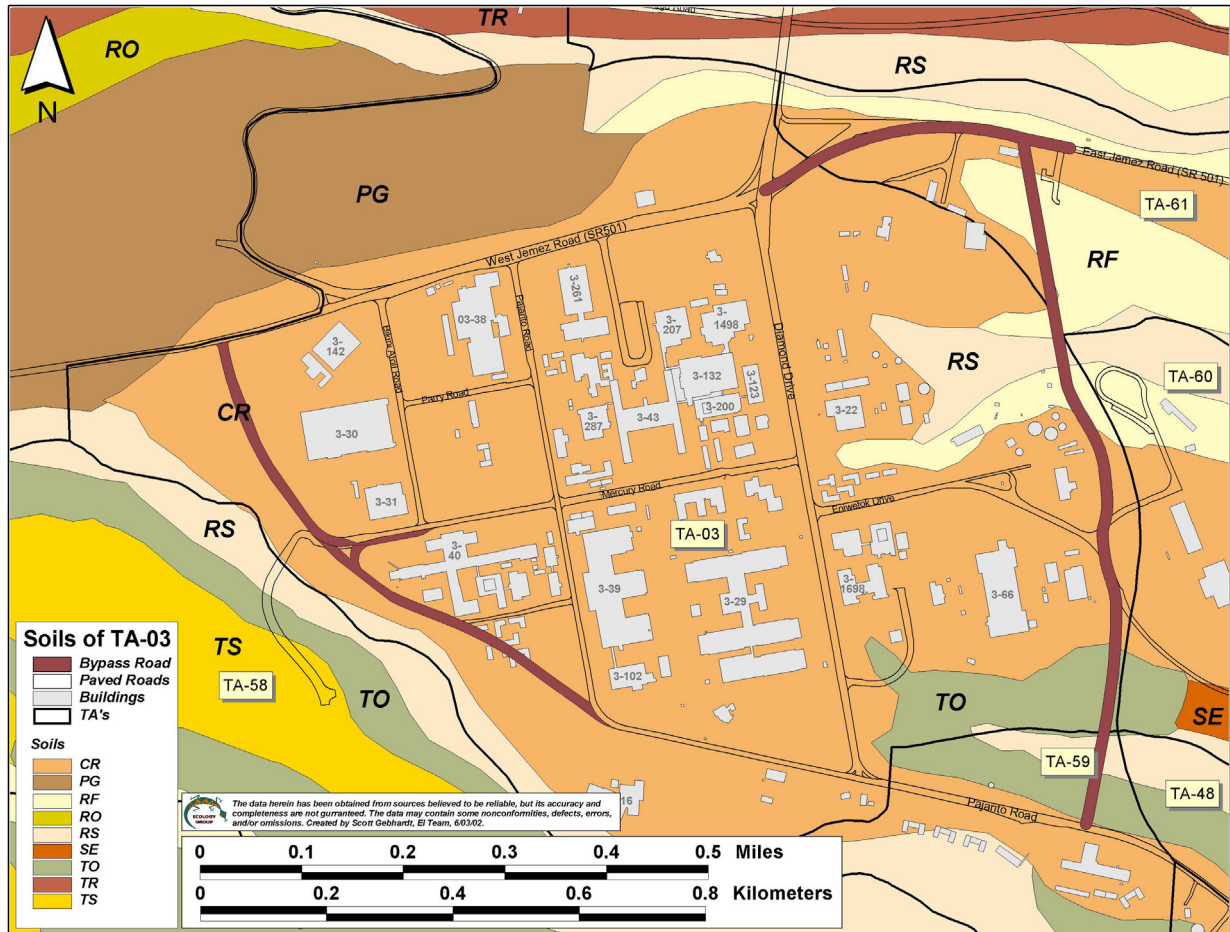 TR
RO
RS
N
East Jemez Road (SR 501)
PG
TA-61
West Jemez Road (SR501)
RF
3-261
03-38
Pajarito Road
3-207
3-1498
3-142
Bikini Atoll Road
Diamond Drive
RS
TA-60
3-132
3-123
Parry Road
CR
3-200
3-22
3-287
3-43
3-30
3-31
Mercury Road
Eniwetok Drive
RS
TA-03
3-40
3-39
3-29
3-1698
3-66
Soils of TA-03
Bypass Road
Paved Roads
Buildings
TA's
Soils
CR
PG
RF
RO
RS
SE
TO
TR
TS
TS
TA-58
TO
3-102
TO
SE
TA-59
TA-48
Pajarito Road
16
ECOLOGY
GROUP
The data herein has been obtained from sources believed to be reliable, but its accuracy and
completeness are not gurranteed. The data may contain some nonconformities, defects, errors,
and/or omissions. Created by Scott Gebhardt, EI Team, 6/03/02.
0 0.1 0.2 0.3 0.4 0.5 Miles
0 0.2 0.4 0.6 0.8 Kilometers